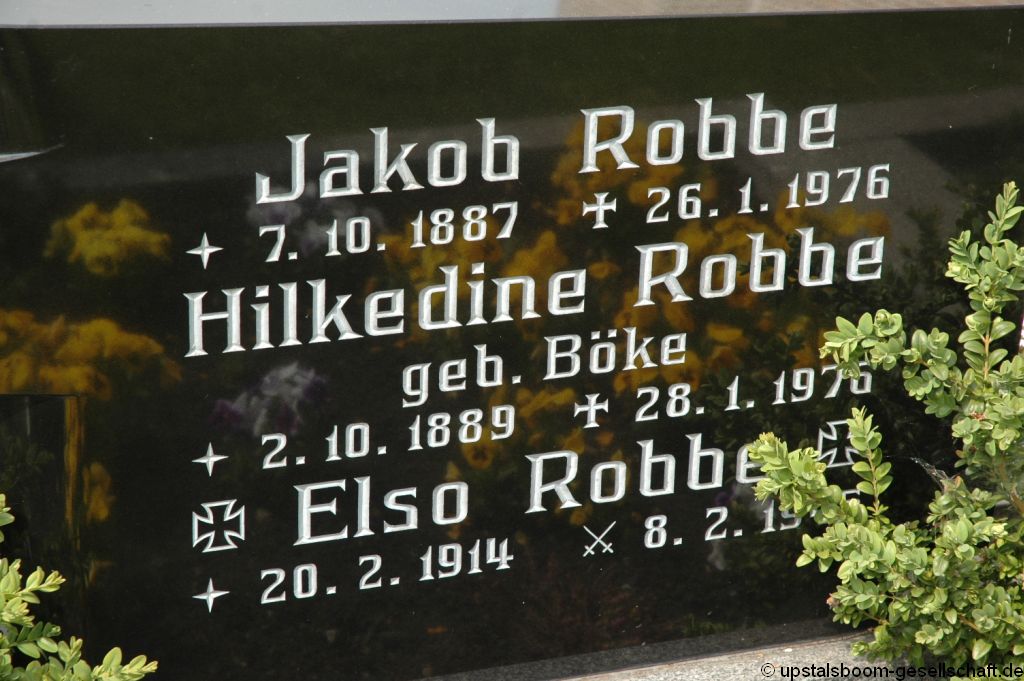 Jakob Robbe
7. 10. 1887 26. 1. 1976
Hilkedine Robbe
geb. Böke
2. 10. 1889 28. 1. 1976
Elso Robbe
20. 2. 1914 8. 2.
© upstalsboom-gesellschaft.de